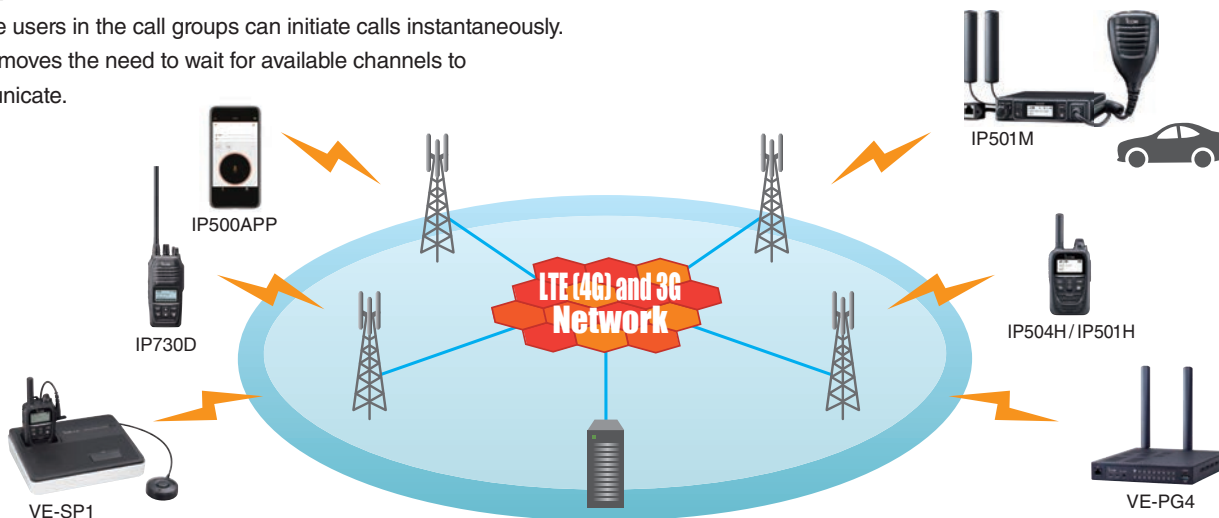 e users in the call groups can initiate calls instantaneously.
moves the need to wait for available channels to
unicate.
IP501M
IP500APP
LTE (4G) and 3G
Network
IP504H / IP501H
IP730D
VE-SP1
VE-PG4